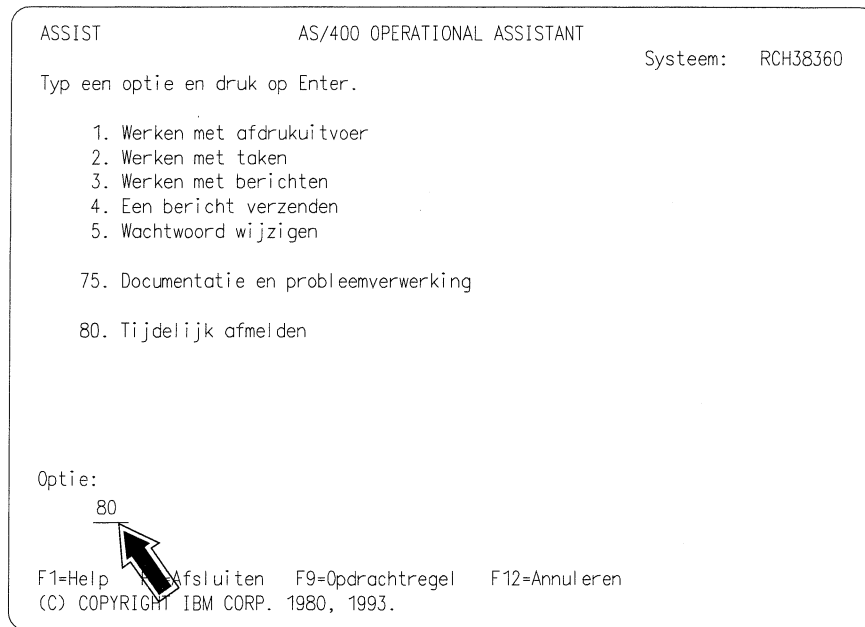 ASSIST AS/400 OPERATIONAL ASSISTANT
Systeem: RCH38360
Typ een optie en druk op Enter.
1. Werken met afdrukuitvoer
2. Werken met taken
3. Werken met berichten
4. Een bericht verzenden
5. Wachtwoord wijzigen
75. Documentatie en probleemverwerking
80. Tijdelijk afmelden
Optie:
80
F1=Help Afsluiten F9=Opdrachtregel F12=Annuleren
(C) COPYRIGHT IBM CORP. 1980, 1993.